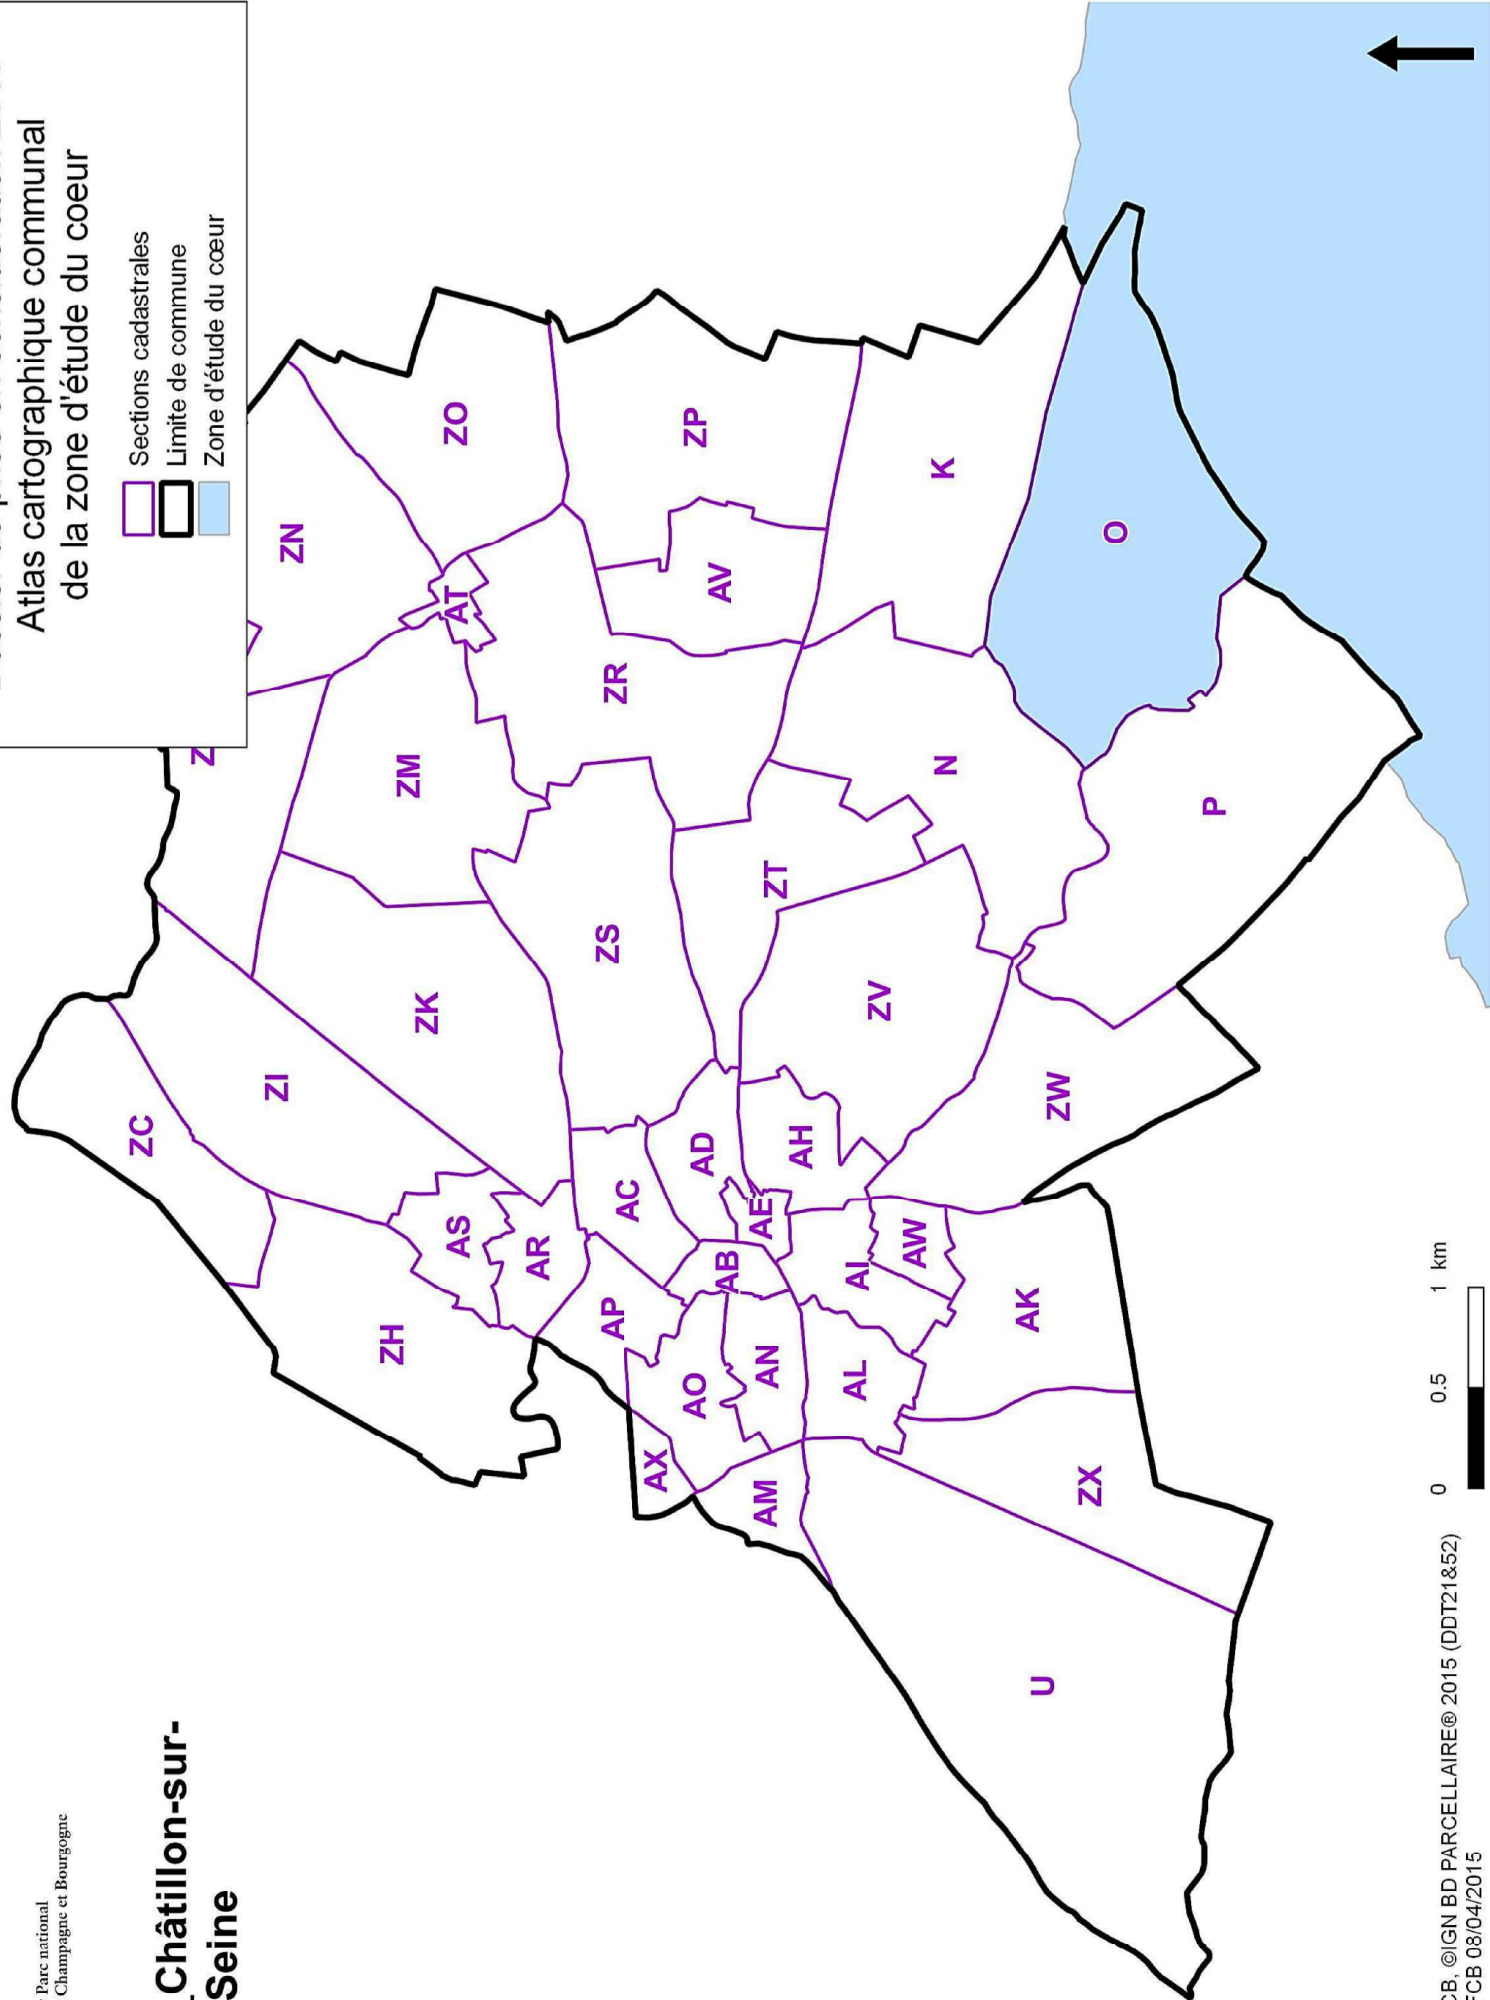 Parc national
Champagne et Bourgogne
Châtillon-sur-
Seine
Atlas cartographique communal
de la zone d'étude du coeur
Sections cadastrales
Limite de commune
Zone d'étude du cœur
ZC
ZI
ZH
ZK
ZM
ZN
ZO
AT
ZP
AV
ZR
ZS
AS
AR
AC
AP
AD
AB
AE
AH
AO
AN
AX
AM
AL
AI
AW
AK
ZT
ZV
ZW
ZX
K
N
O
P
U
0 0.5 1 km
CB, ©IGN BD PARCELLAIRE® 2015 (DDT21&52)
FCB 08/04/2015